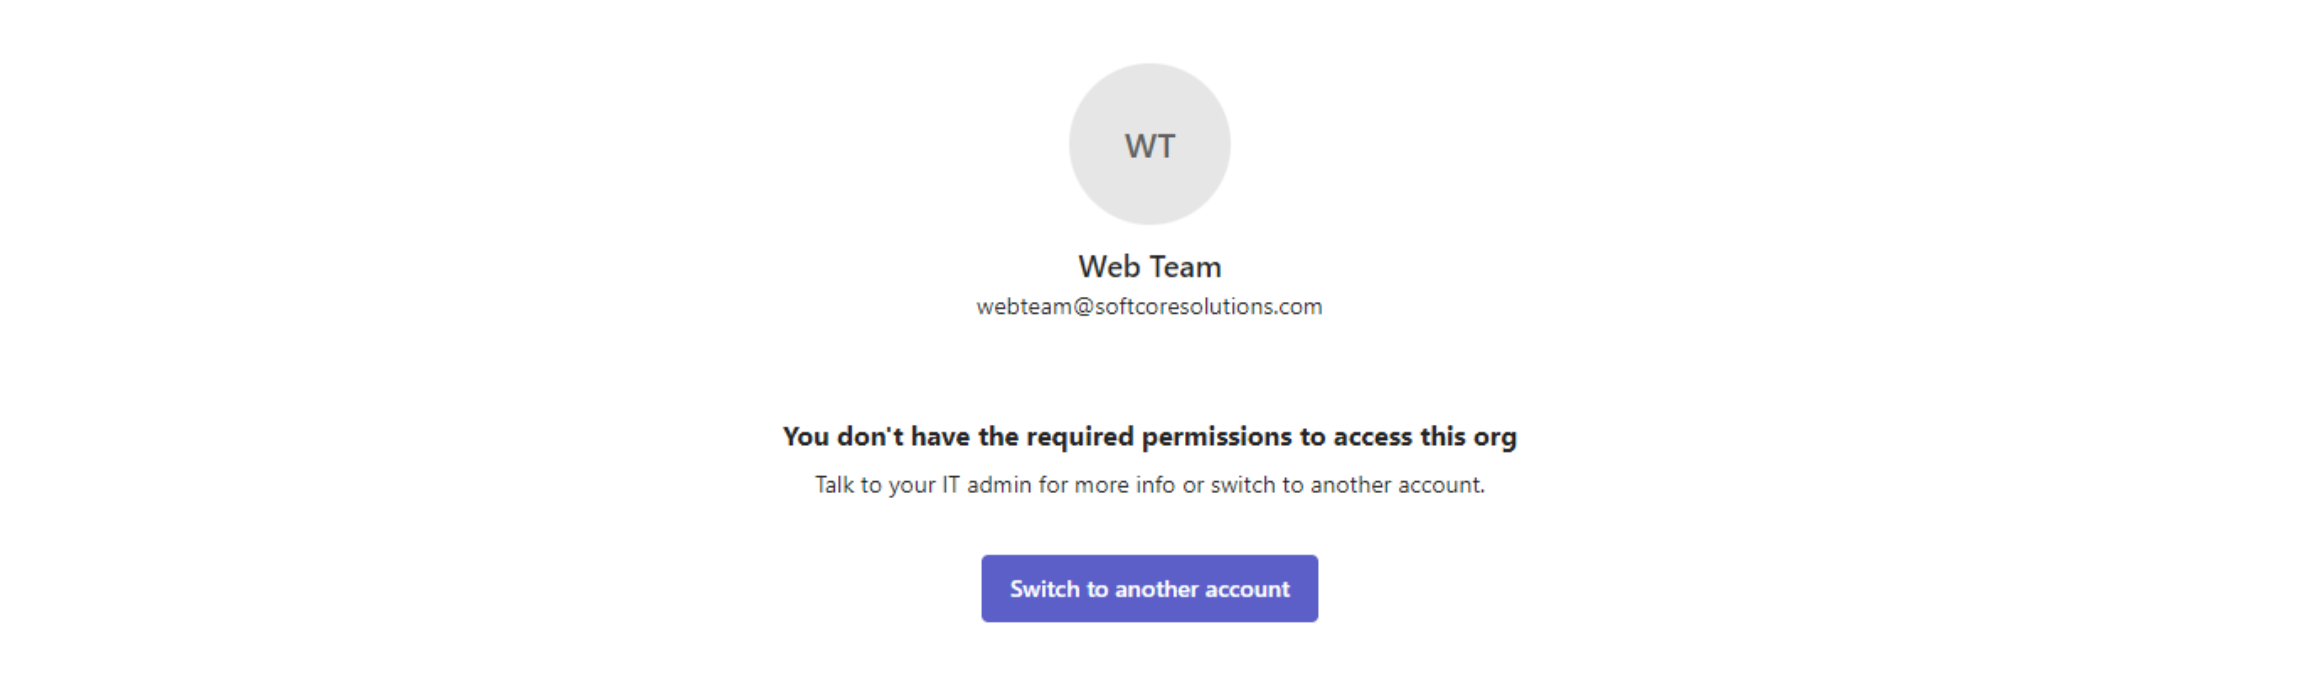 WT
Web Team
webteam@softcoresolutions.com
You don't have the required permissions to access this org
Talk to your IT admin for more info or switch to another account.
Switch to another account